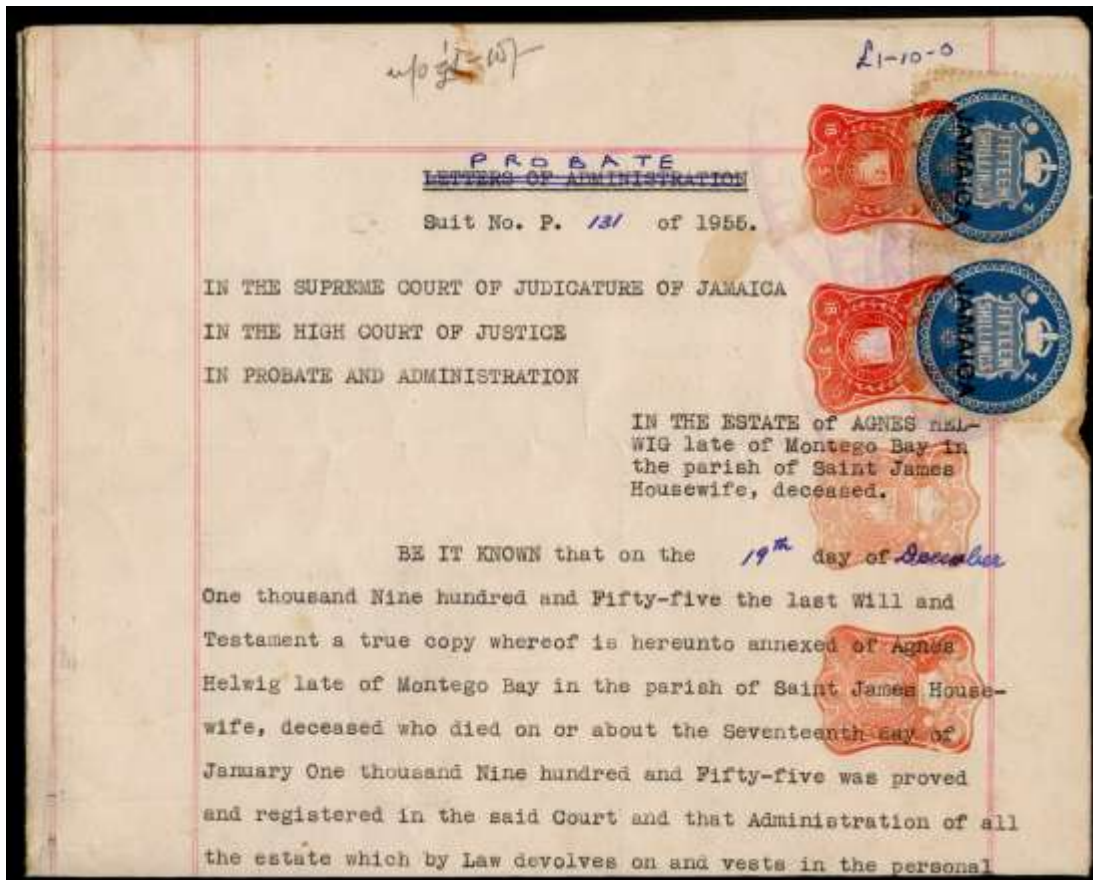 £1-10-0
PROBATE
LETTERS OF ADMINISTRATION
Suit No. P. 131 of 1955.
IN THE SUPREME COURT OF JUDICATURE OF JAMAICA
IN THE HIGH COURT OF JUSTICE
IN PROBATE AND ADMINISTRATION
IN THE ESTATE of AGNES HEL-
WIG late of Montego Bay in
the parish of Saint James
Housewife, deceased.
BE IT KNOWN that on the 19th day of December
One thousand Nine hundred and Fifty-five the last Will and
Testament a true copy whereof is hereunto annexed of Agnes
Helwig late of Montego Bay in the parish of Saint James House-
wife, deceased who died on or about the Seventeenth day of
January One thousand Nine hundred and Fifty-five was proved
and registered in the said Court and that Administration of all
the estate which by Law devolves on and vests in the personal
FIFTEEN
SHILLINGS
JAMAICA
FIFTEEN
SHILLINGS
JAMAICA